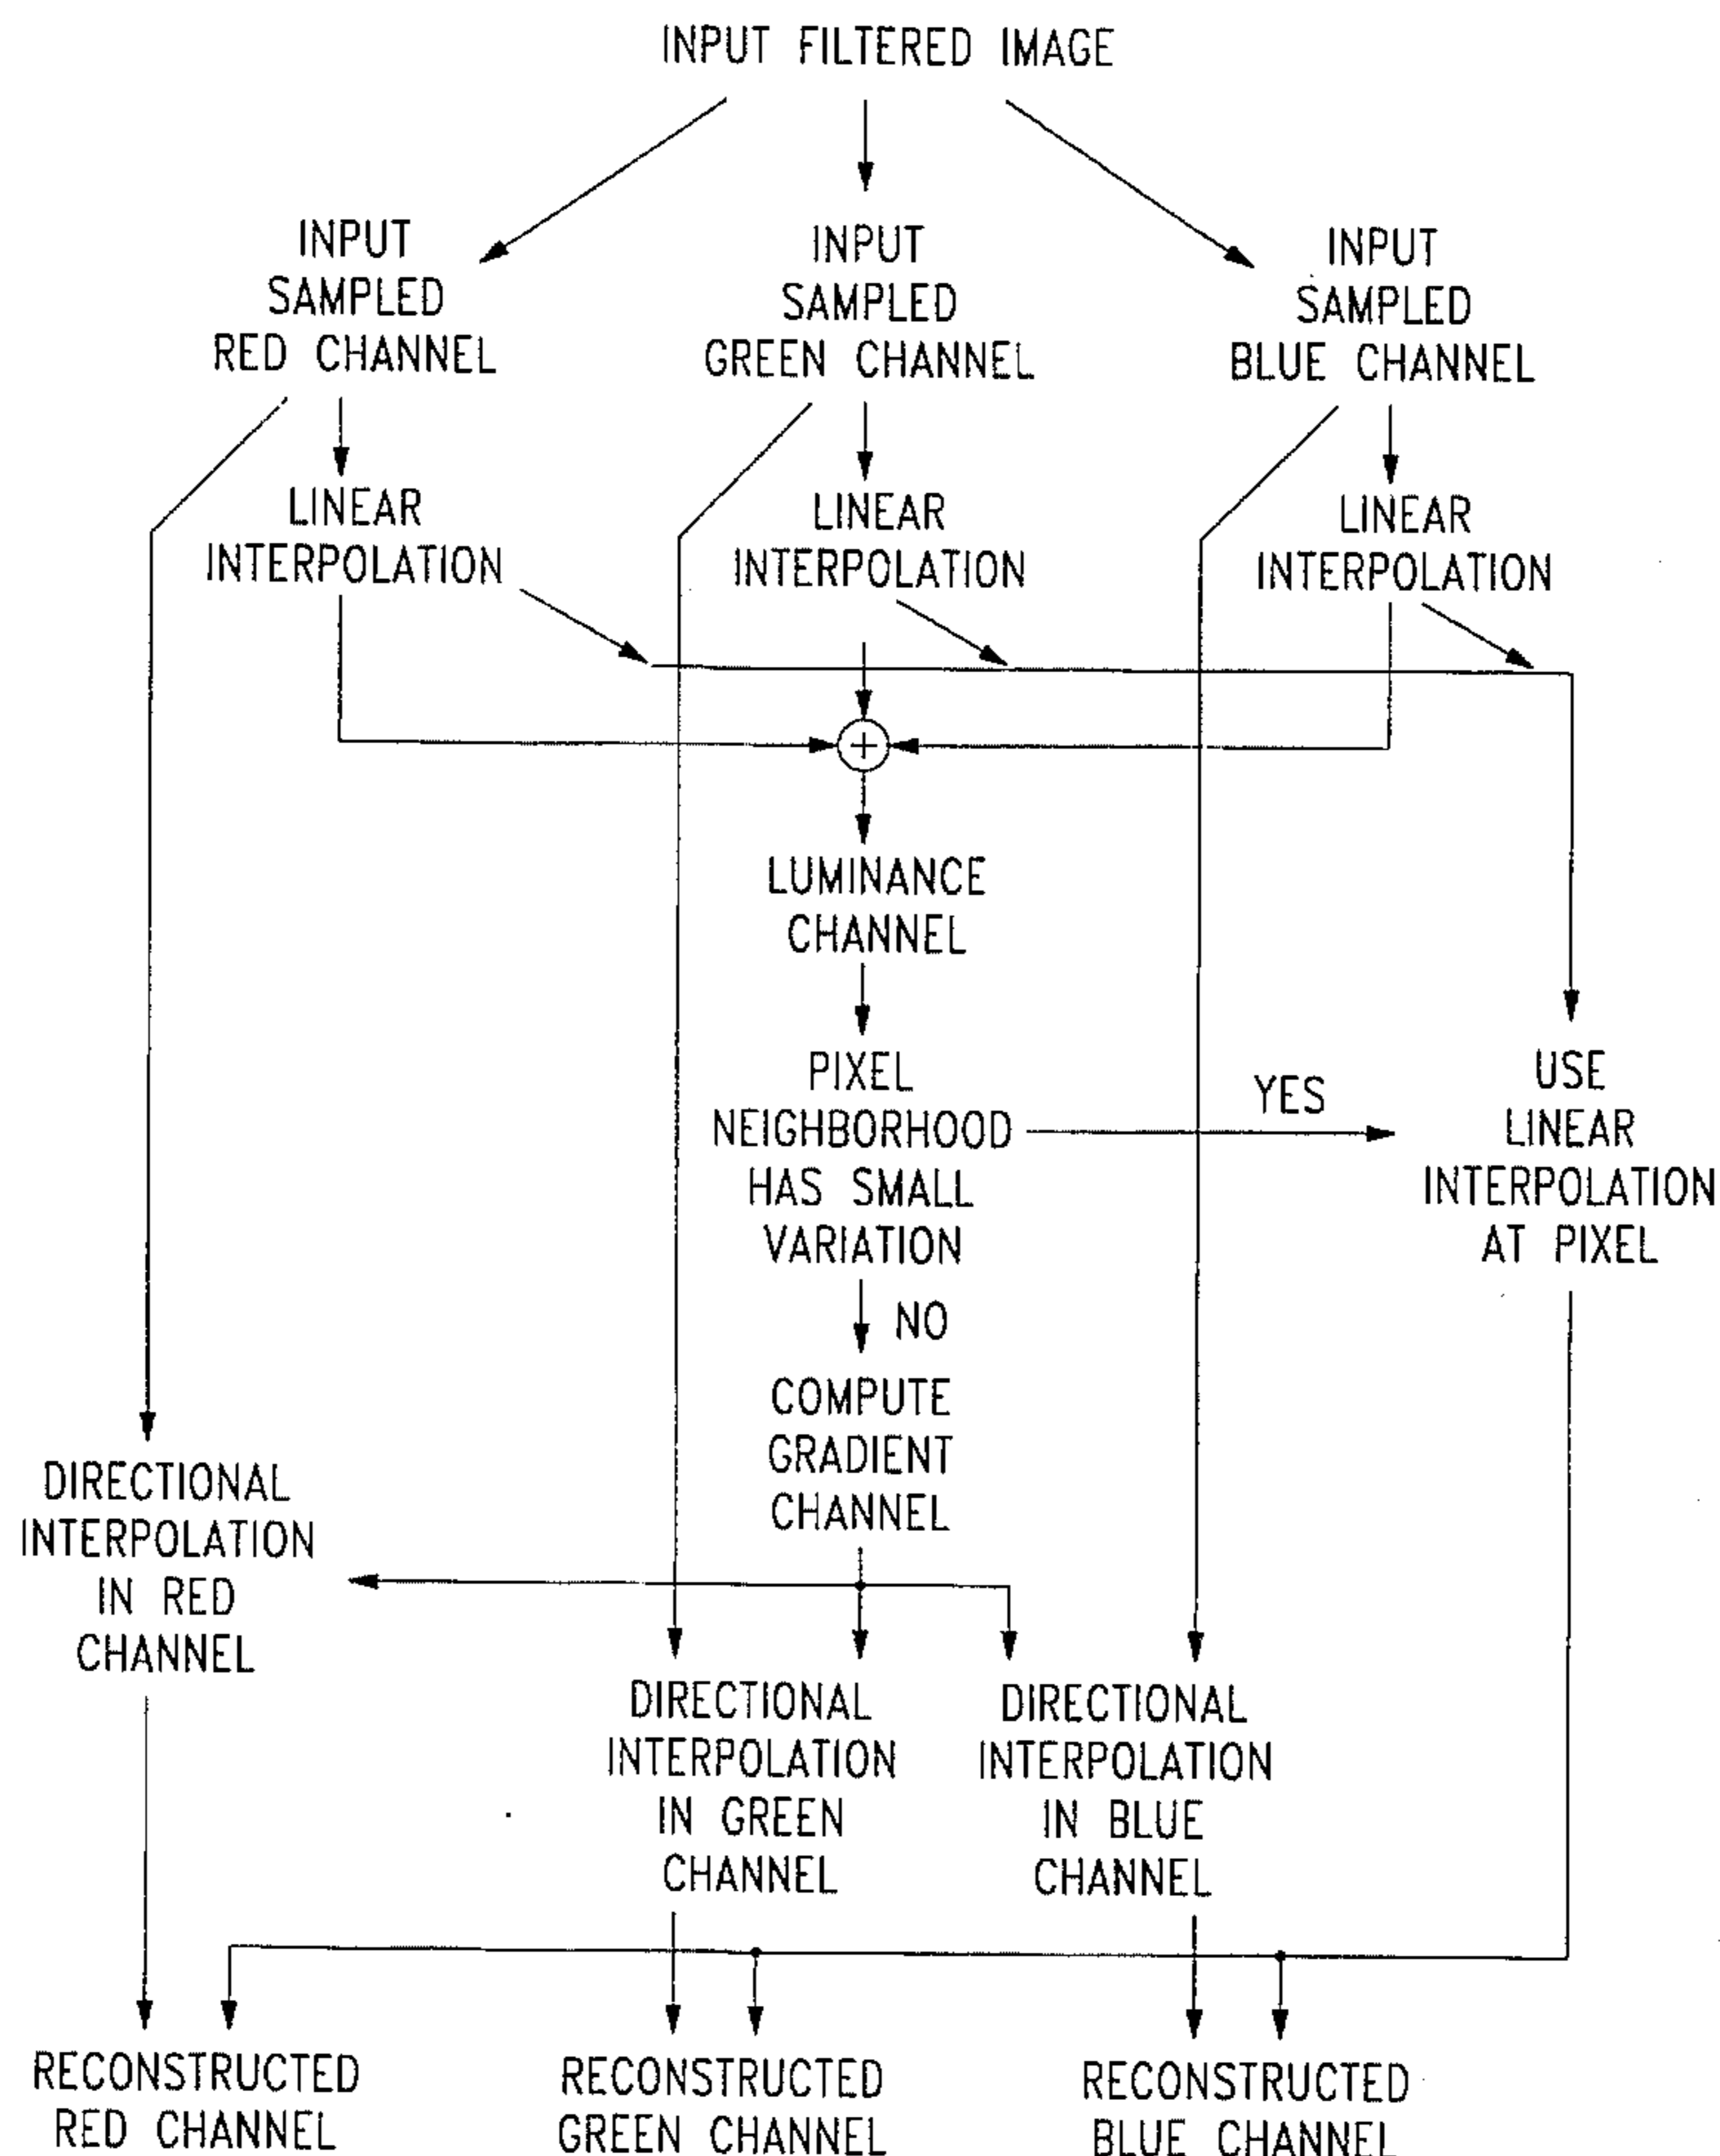 INPUT FILTERED IMAGE
INPUT
SAMPLED
RED CHANNEL
INPUT
SAMPLED
GREEN CHANNEL
INPUT
SAMPLED
BLUE CHANNEL
LINEAR
INTERPOLATION
LINEAR
INTERPOLATION
LINEAR
INTERPOLATION
+
LUMINANCE
CHANNEL
PIXEL
NEIGHBORHOOD
HAS SMALL
VARIATION
YES
USE
LINEAR
INTERPOLATION
AT PIXEL
NO
COMPUTE
GRADIENT
CHANNEL
DIRECTIONAL
INTERPOLATION
IN RED
CHANNEL
DIRECTIONAL
INTERPOLATION
IN GREEN
CHANNEL
DIRECTIONAL
INTERPOLATION
IN BLUE
CHANNEL
RECONSTRUCTED
RED CHANNEL
RECONSTRUCTED
GREEN CHANNEL
RECONSTRUCTED
BLUE CHANNEL